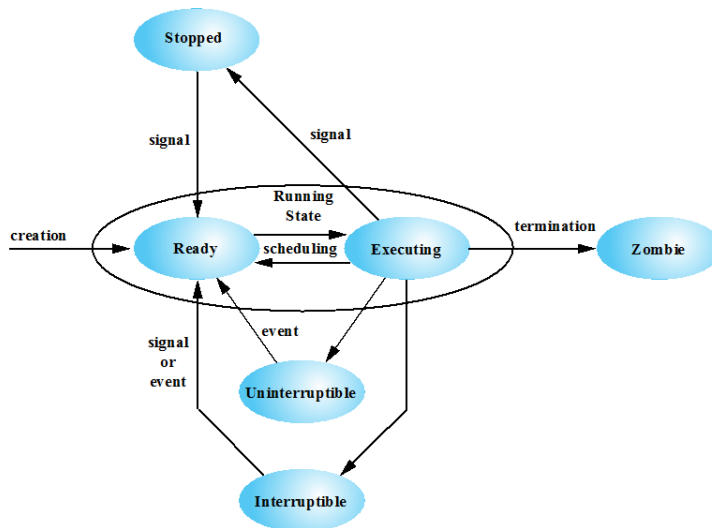 Stopped
signal
signal
Running
State
creation
Ready
scheduling
Executing
termination
Zombie
signal
or
event
event
Uninterruptible
Interruptible